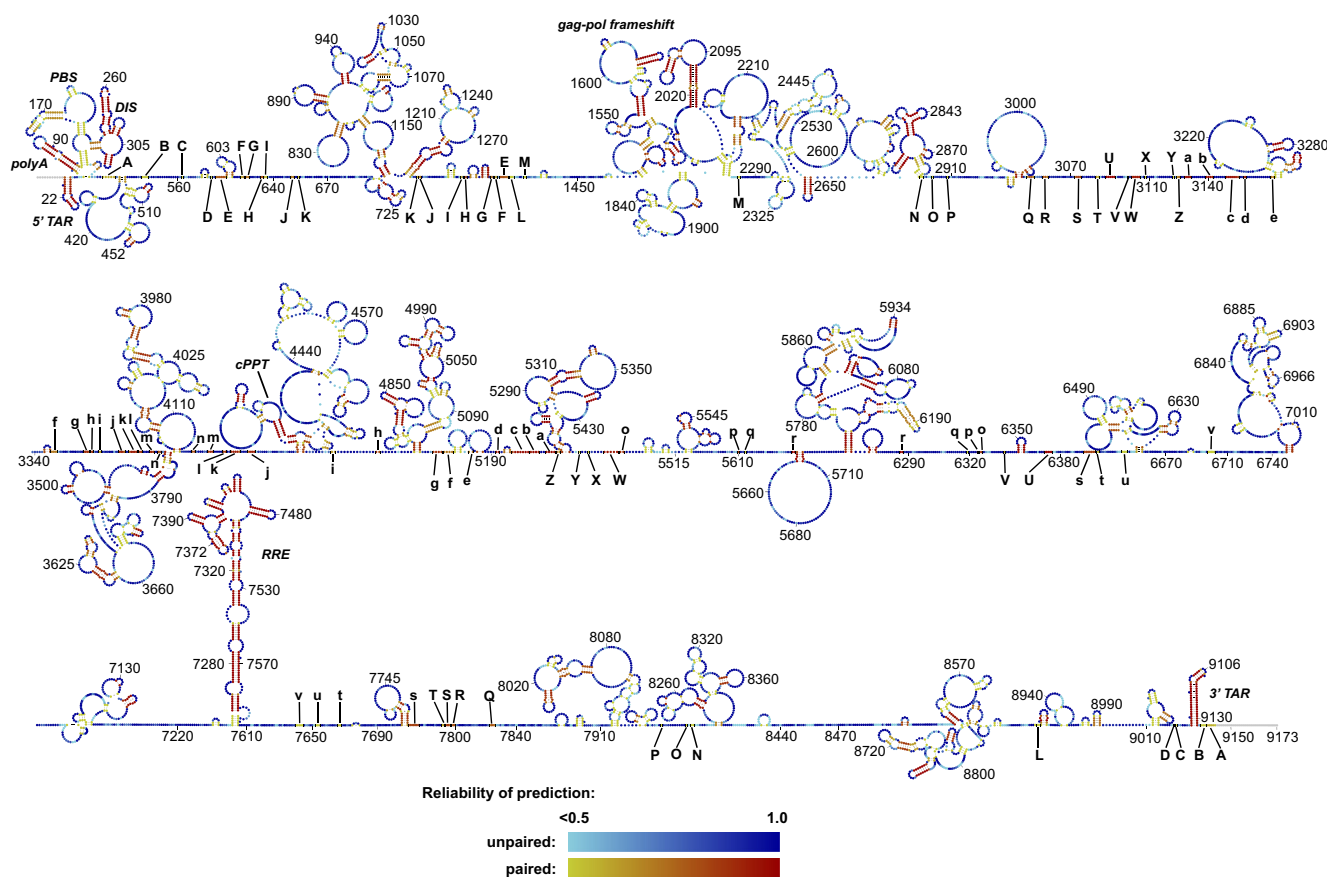 1030
940
1050
gag-pol frameshift
2095
PBS
260
1600
2210
2445
170
DIS
890
1070
1240
2020
2843
3000
1210
1550
2530
3220
90
305
1150
1270
2600
2870
3280
polyA
A
B
C
603
F
G
I
830
E
M
2290
2910
3070
U
X
Y
a
b
22
560
640
670
1450
2650
3110
3140
5' TAR
510
D
E
H
J
K
725
K
J
I
H
G
F
L
1840
M
2325
N
O
P
Q
R
S
T
V
W
Z
c
d
e
420
452
1900
3980
4570
4990
5934
6885
6903
4025
4440
5860
cPPT
5050
5310
5350
6840
5290
6080
6966
4850
6490
4110
5090
5545
6190
6630
7010
f
g
h
i
j
k
l
m
n
m
h
d
c
b
a
5430
o
p
q
5780
r
r
q
p
o
6350
v
3340
n
l
k
j
i
g
f
e
5190
Z
Y
X
W
5515
5610
5710
6290
6320
V
U
6380
s
t
u
6670
6710
6740
3500
3790
5660
7390
7480
5680
7372
RRE
3625
7320
3660
7530
7130
7280
7570
7745
8080
8320
8570
9106
8020
8260
8360
8940
8990
3' TAR
v
u
t
s
T
S
R
Q
9130
7220
7610
7650
7690
7800
7840
7910
8440
8470
8720
9010
9150
9173
P
O
N
8800
L
D
C
B
A
Reliability of prediction:
<0.5
1.0
unpaired:
paired: